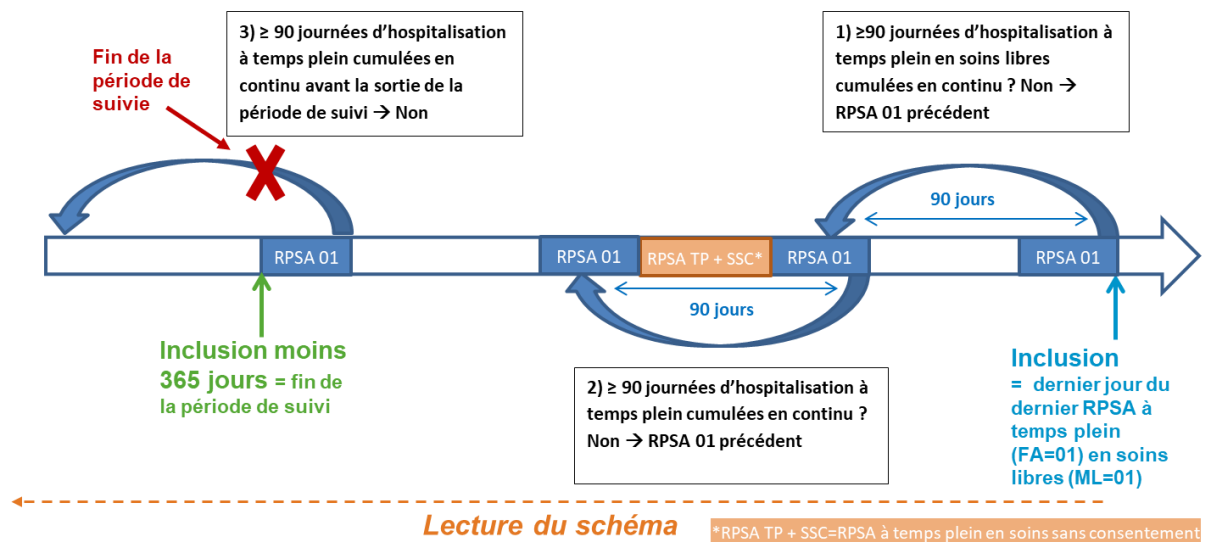 Fin de la
période de
suivie
3) ≥ 90 journées d’hospitalisation
à temps plein cumulées en
continu avant la sortie de la
période de suivi → Non
1) ≥90 journées d’hospitalisation à
temps plein en soins libres
cumulées en continu ? Non →
RPSA 01 précédent
90 jours
RPSA 01
RPSA 01
RPSA TP + SSC*
RPSA 01
RPSA 01
90 jours
Inclusion moins
365 jours = fin de
la période de suivi
2) ≥ 90 journées d’hospitalisation à
temps plein cumulées en continu ?
Non → RPSA 01 précédent
Inclusion
= dernier jour du
dernier RPSA à
temps plein
(FA=01) en soins
libres (ML=01)
Lecture du schéma
*RPSA TP + SSC=RPSA à temps plein en soins sans consentement